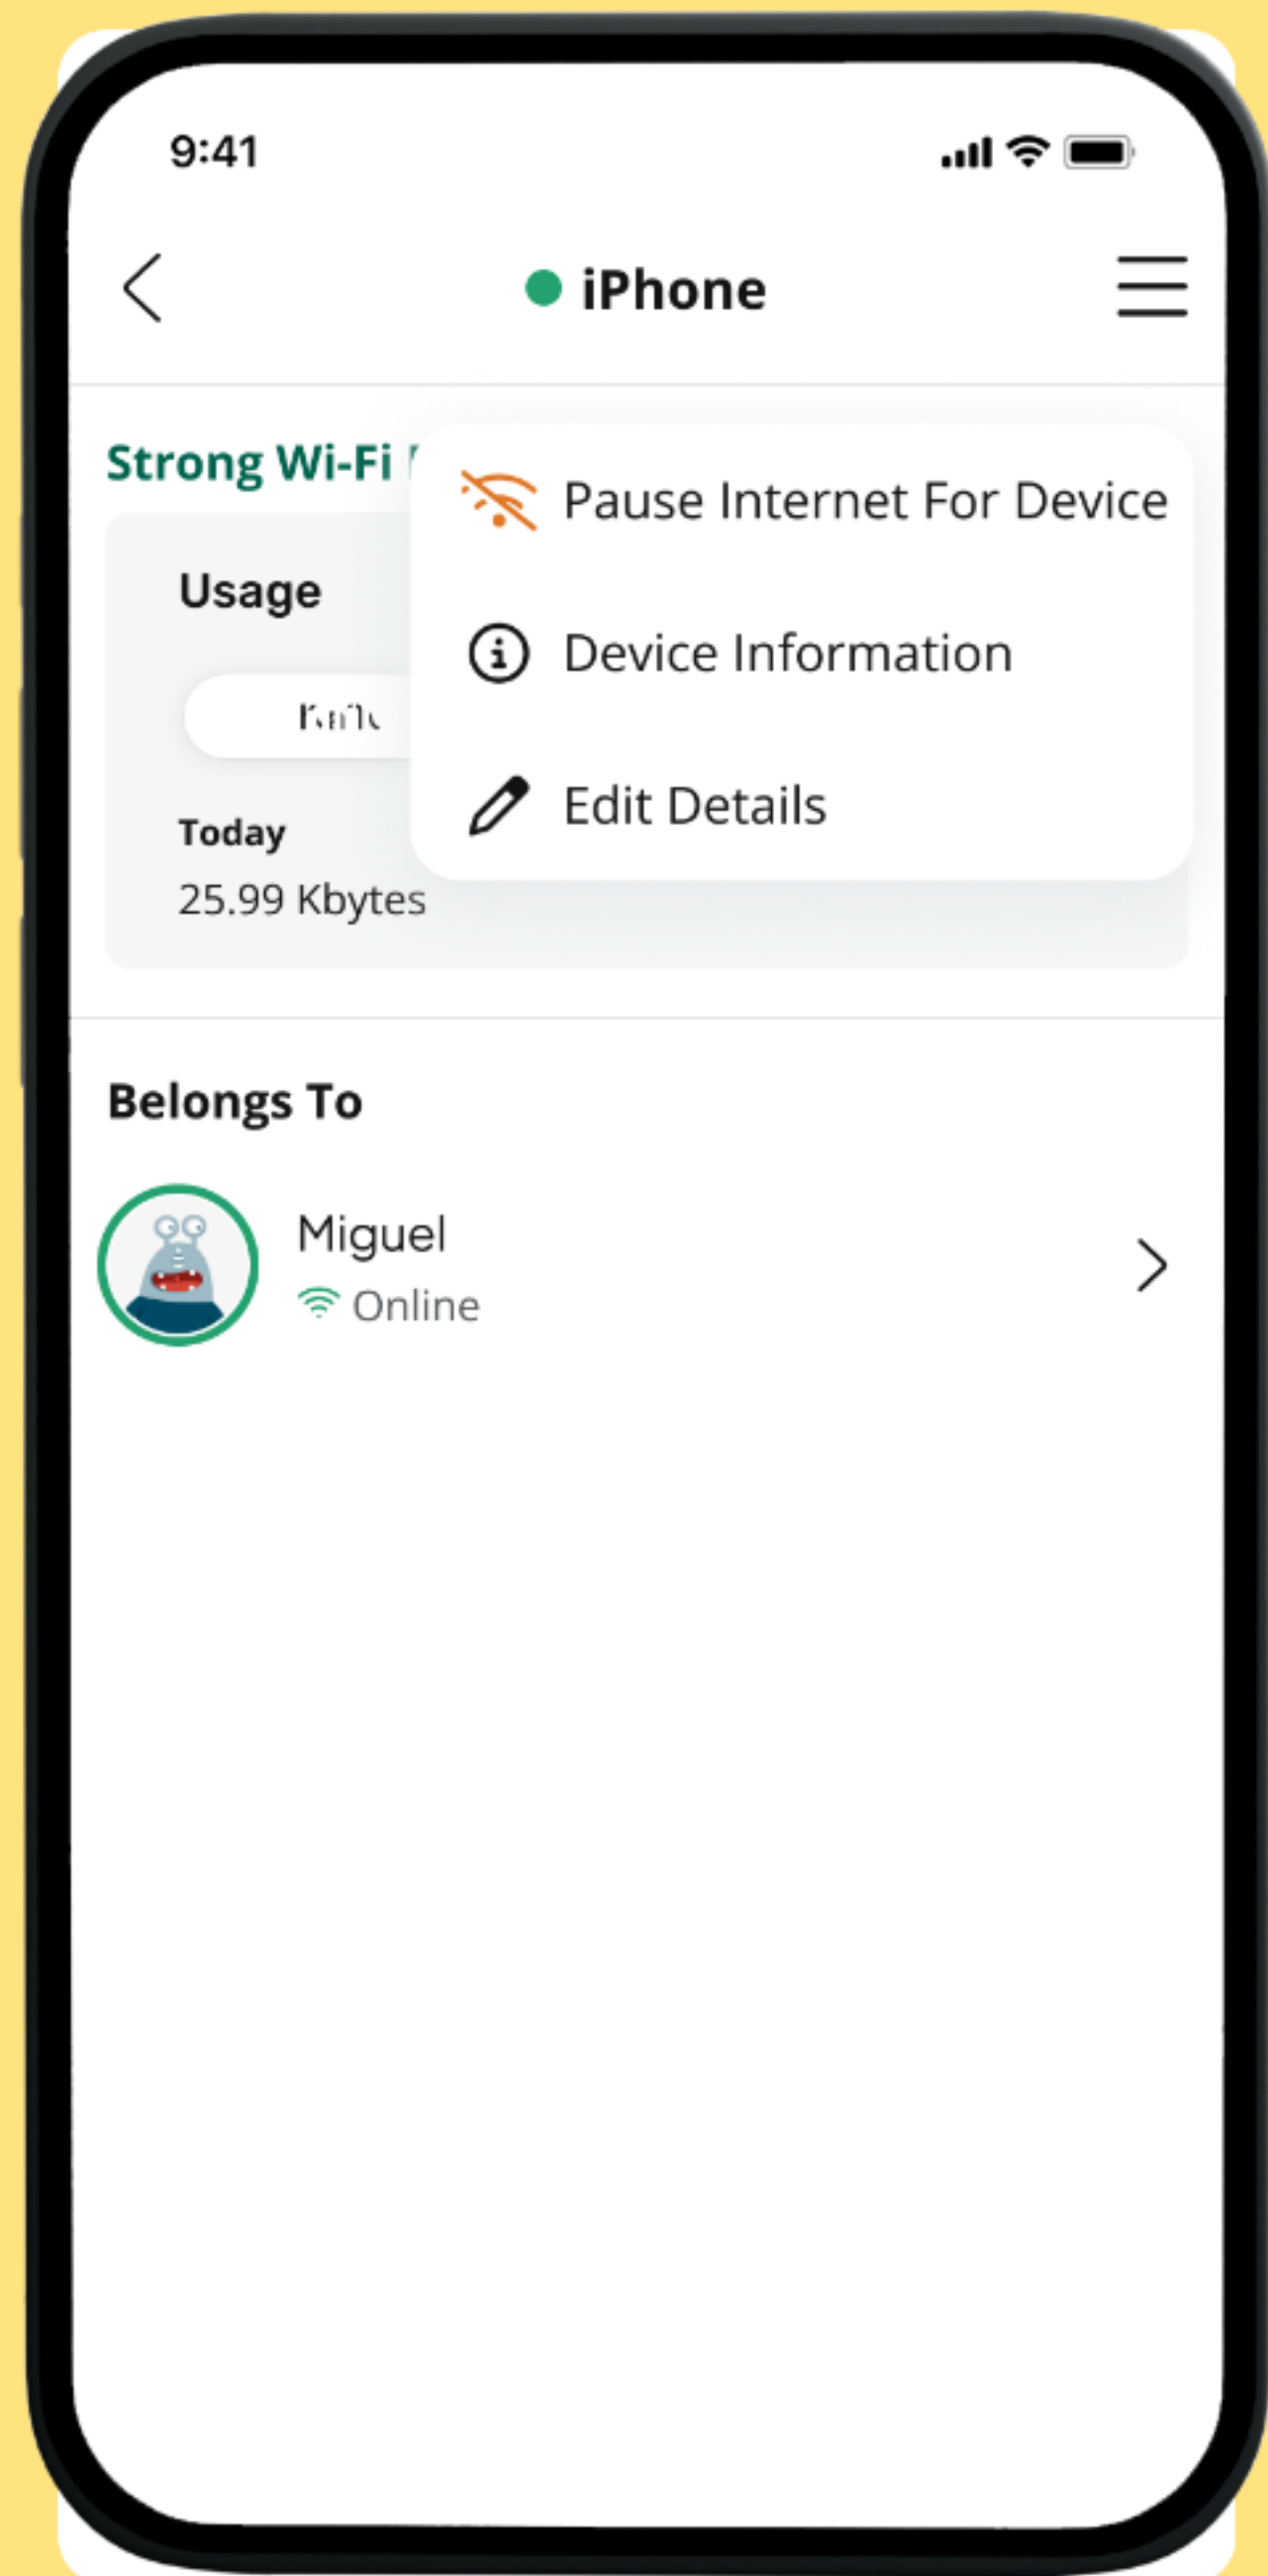 9:41
iPhone
Strong Wi-Fi
Pause Internet For Device
Usage
Device Information
Edit Details
Today
25.99 Kbytes
Belongs To
Miguel
Online